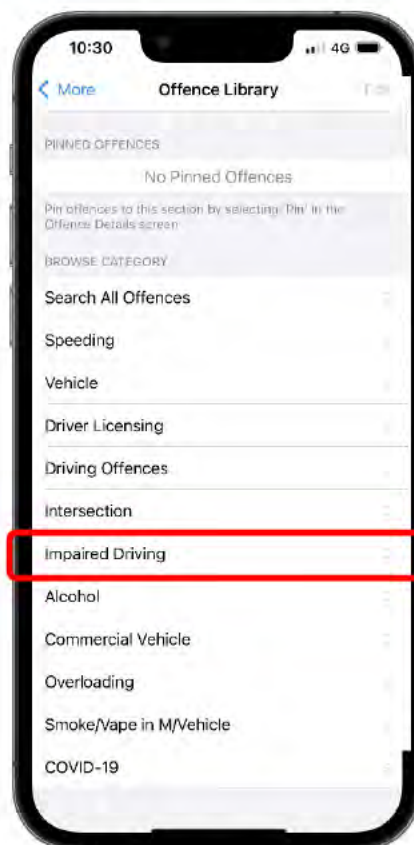 10:30
4G
More
Offence Library
Edit
PINNED OFFENCES
No Pinned Offences
Pin offences to this section by selecting 'Pin' in the
Offence Details screen
BROWSE CATEGORY
Search All Offences
Speeding
Vehicle
Driver Licensing
Driving Offences
Intersection
Impaired Driving
Alcohol
Commercial Vehicle
Overloading
Smoke/Vape in M/Vehicle
COVID-19